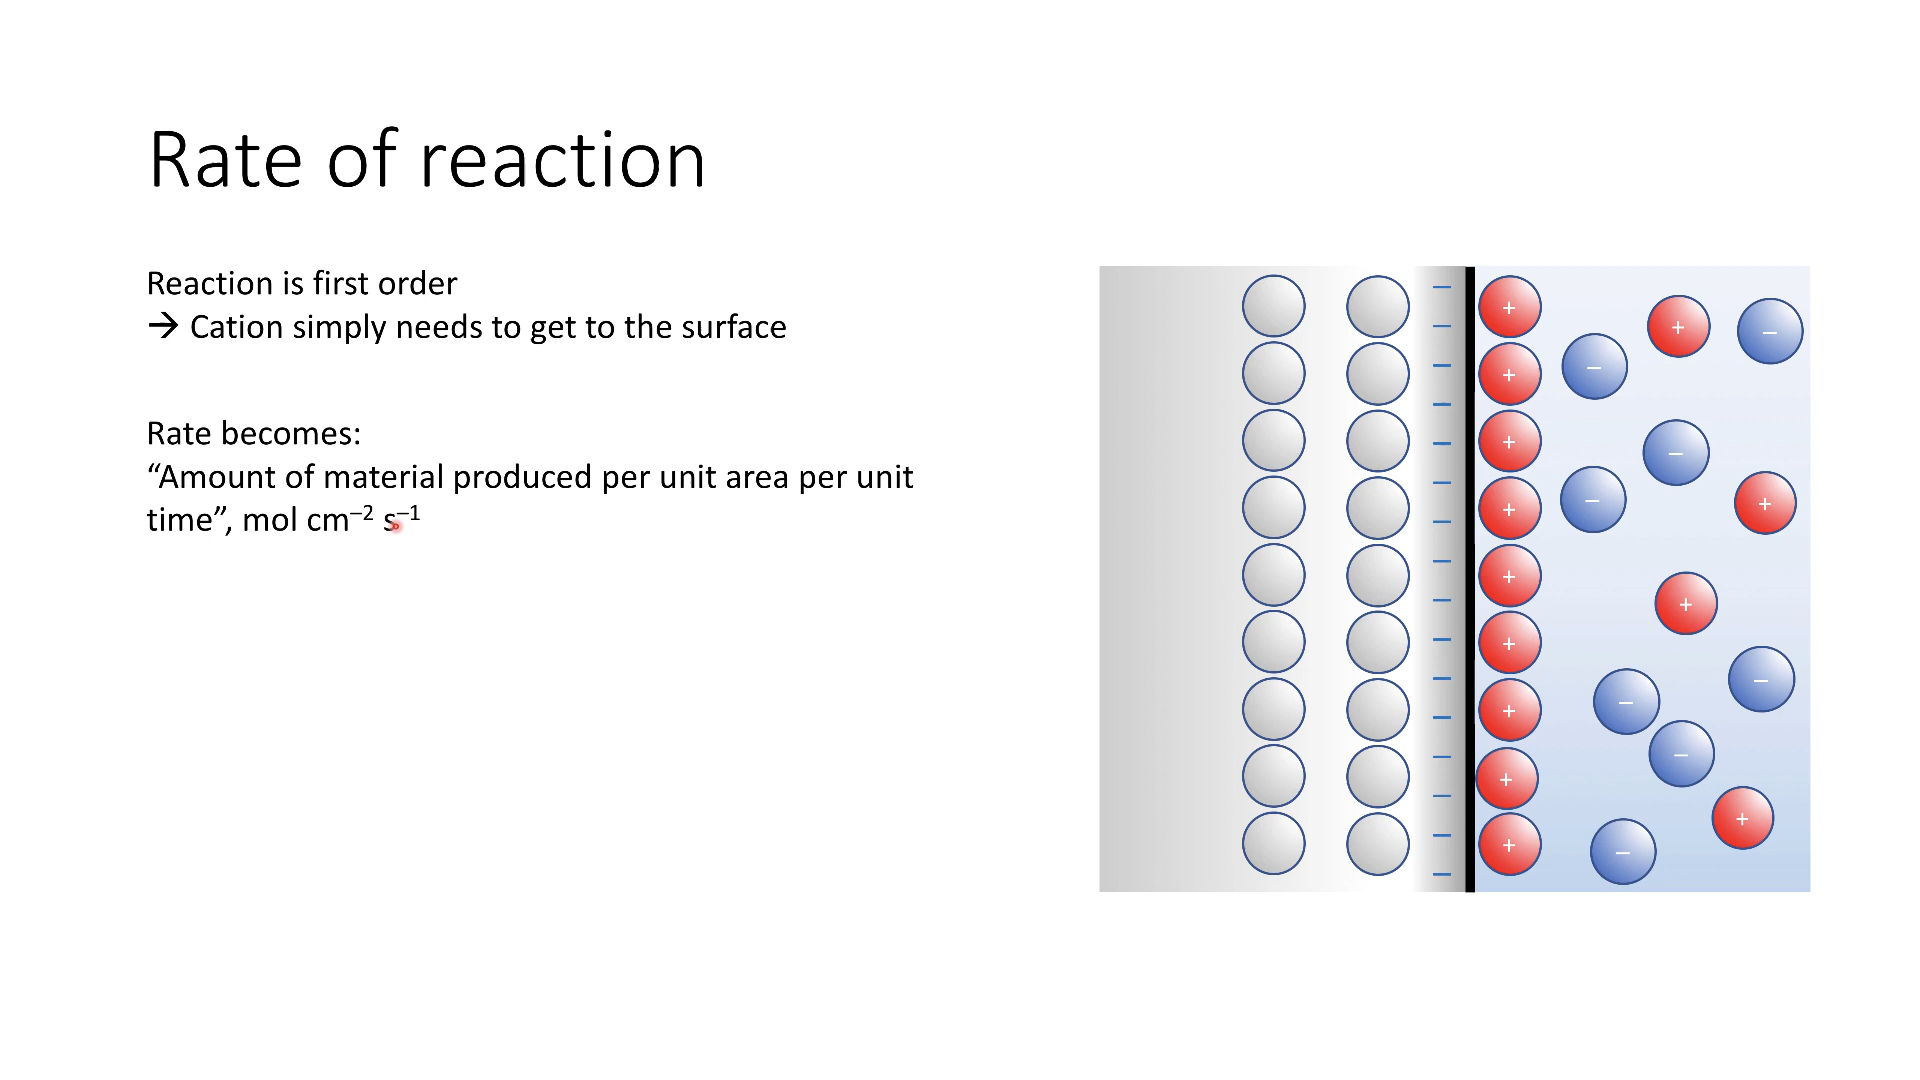 Rate of reaction
Reaction is first order
→ Cation simply needs to get to the surface
Rate becomes:
“Amount of material produced per unit area per unit
time”, mol cm⁻² s⁻¹